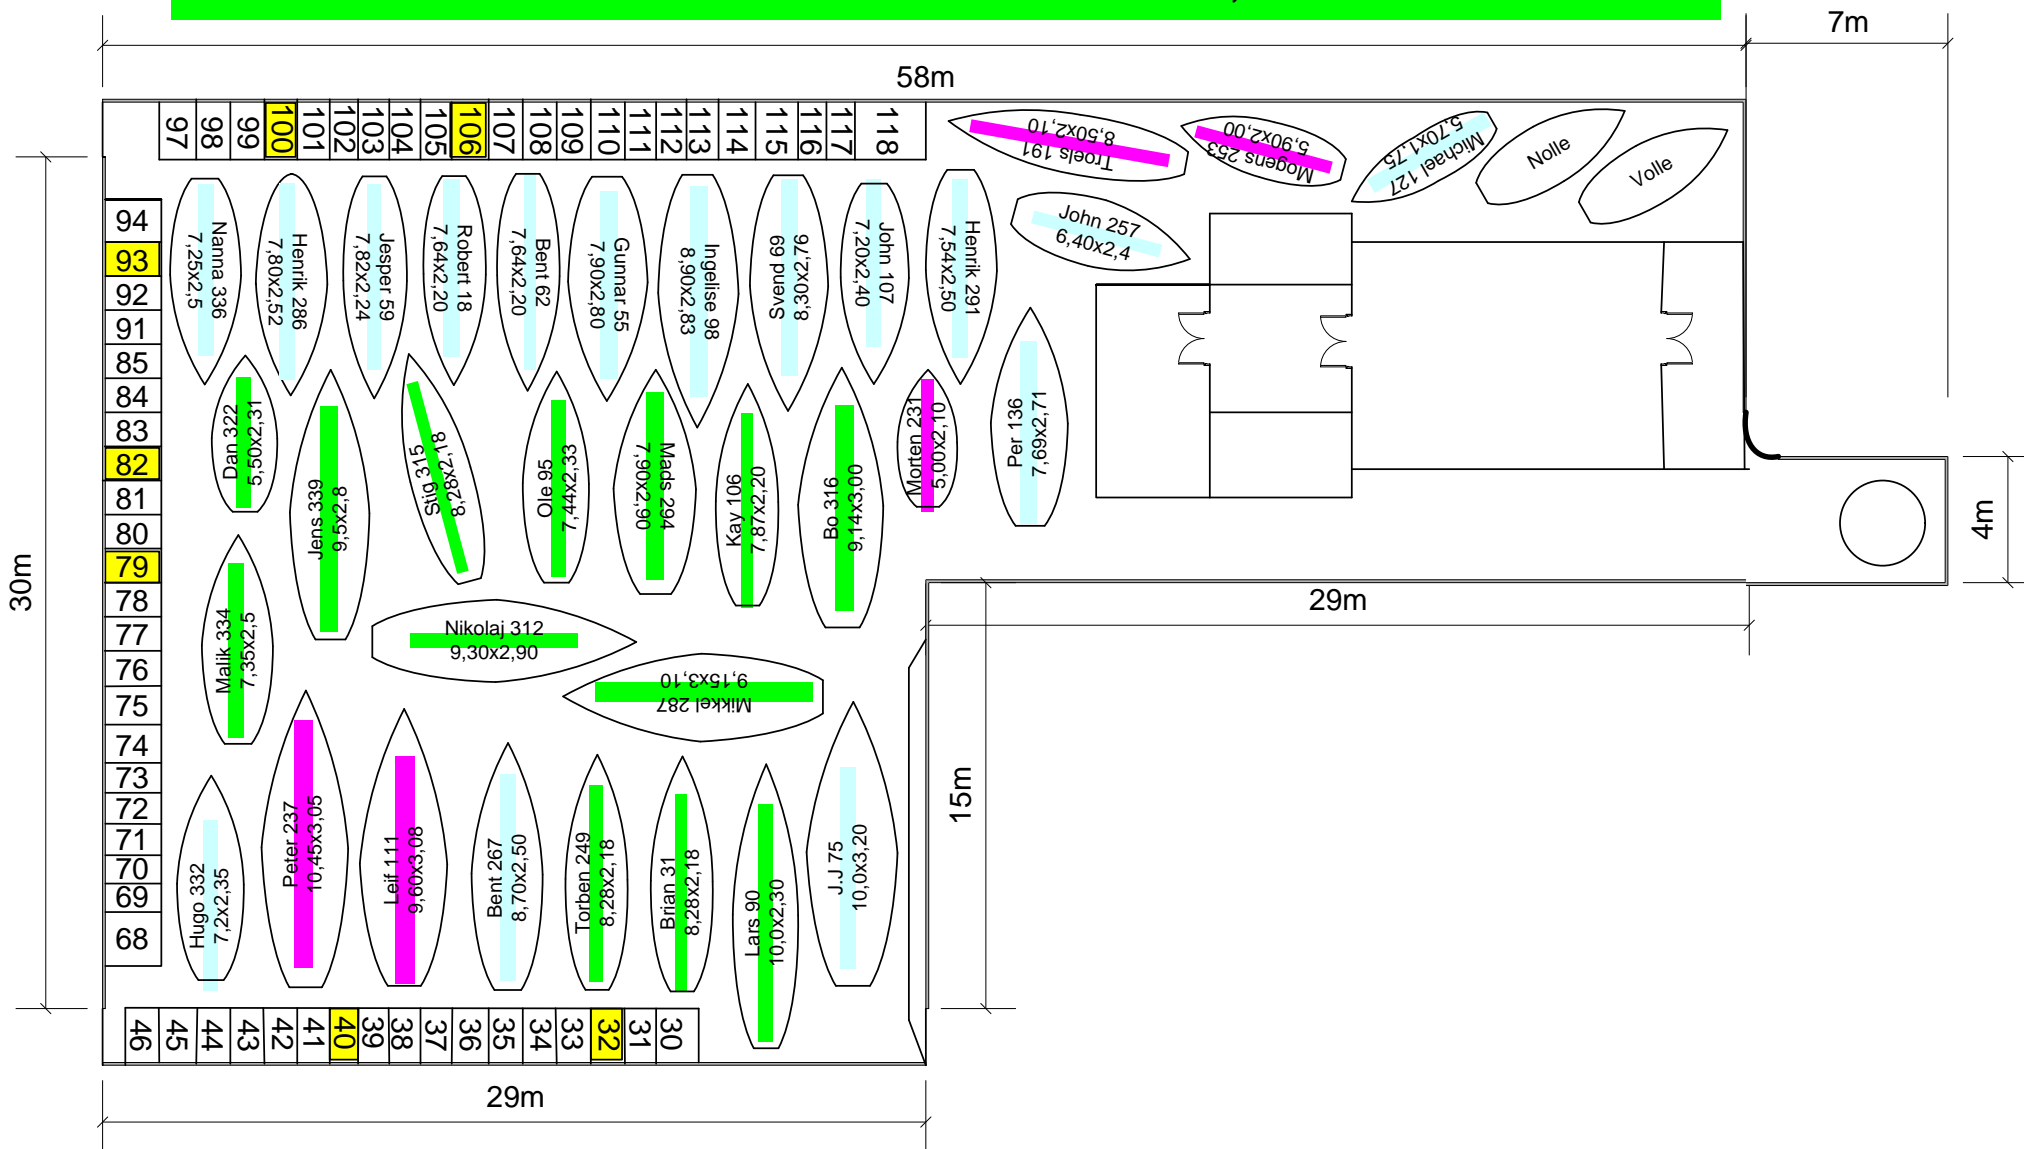 7m
58m
97
98
99
100
101
102
103
104
105
106
107
108
109
110
111
112
113
114
115
116
117
118
Troels 191
8,50x2,10
Mogens 253
5,90x2,00
Michael 127
5,70x1,75
Nolle
Volle
94
93
92
91
85
84
83
82
81
80
79
78
77
76
75
74
73
72
71
70
69
68
Nanna 336
7,25x2,5
Henrik 286
7,80x2,52
Jesper 59
7,82x2,24
Robert 18
7,64x2,20
Bent 62
7,64x2,20
Gunnar 55
7,90x2,80
Ingelise 98
8,90x2,83
Svend 69
8,30x2,76
John 107
7,20x2,40
Henrik 291
7,54x2,50
John 257
6,40x2,4
Dan 322
5,50x2,31
Jens 339
9,5x2,8
Stig 315
8,28x2,18
Ole 95
7,44x2,33
Mads 294
7,90x2,90
Kay 106
7,87x2,20
Bo 316
9,14x3,00
Morten 231
5,00x2,10
Per 136
7,69x2,71
30m
4m
29m
Malik 334
7,35x2,5
Nikolaj 312
9,30x2,90
Mikkel 287
9,15x3,10
15m
Hugo 332
7,2x2,35
Peter 237
10,45x3,05
Leif 111
9,60x3,08
Bent 267
8,70x2,50
Torben 249
8,28x2,18
Brian 31
8,28x2,18
Lars 90
10,0x2,30
J.J 75
10,0x3,20
46
45
44
43
42
41
40
39
38
37
36
35
34
33
32
31
30
29m